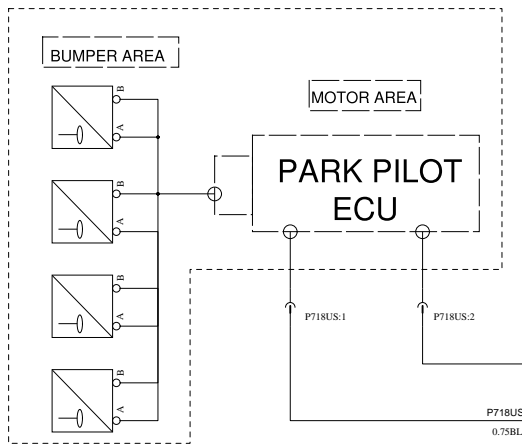 BUMPER AREA
B
A
MOTOR AREA
PARK PILOT
ECU
B
A
B
A
P718US:1
P718US:2
B
A
P718US
0.75BL